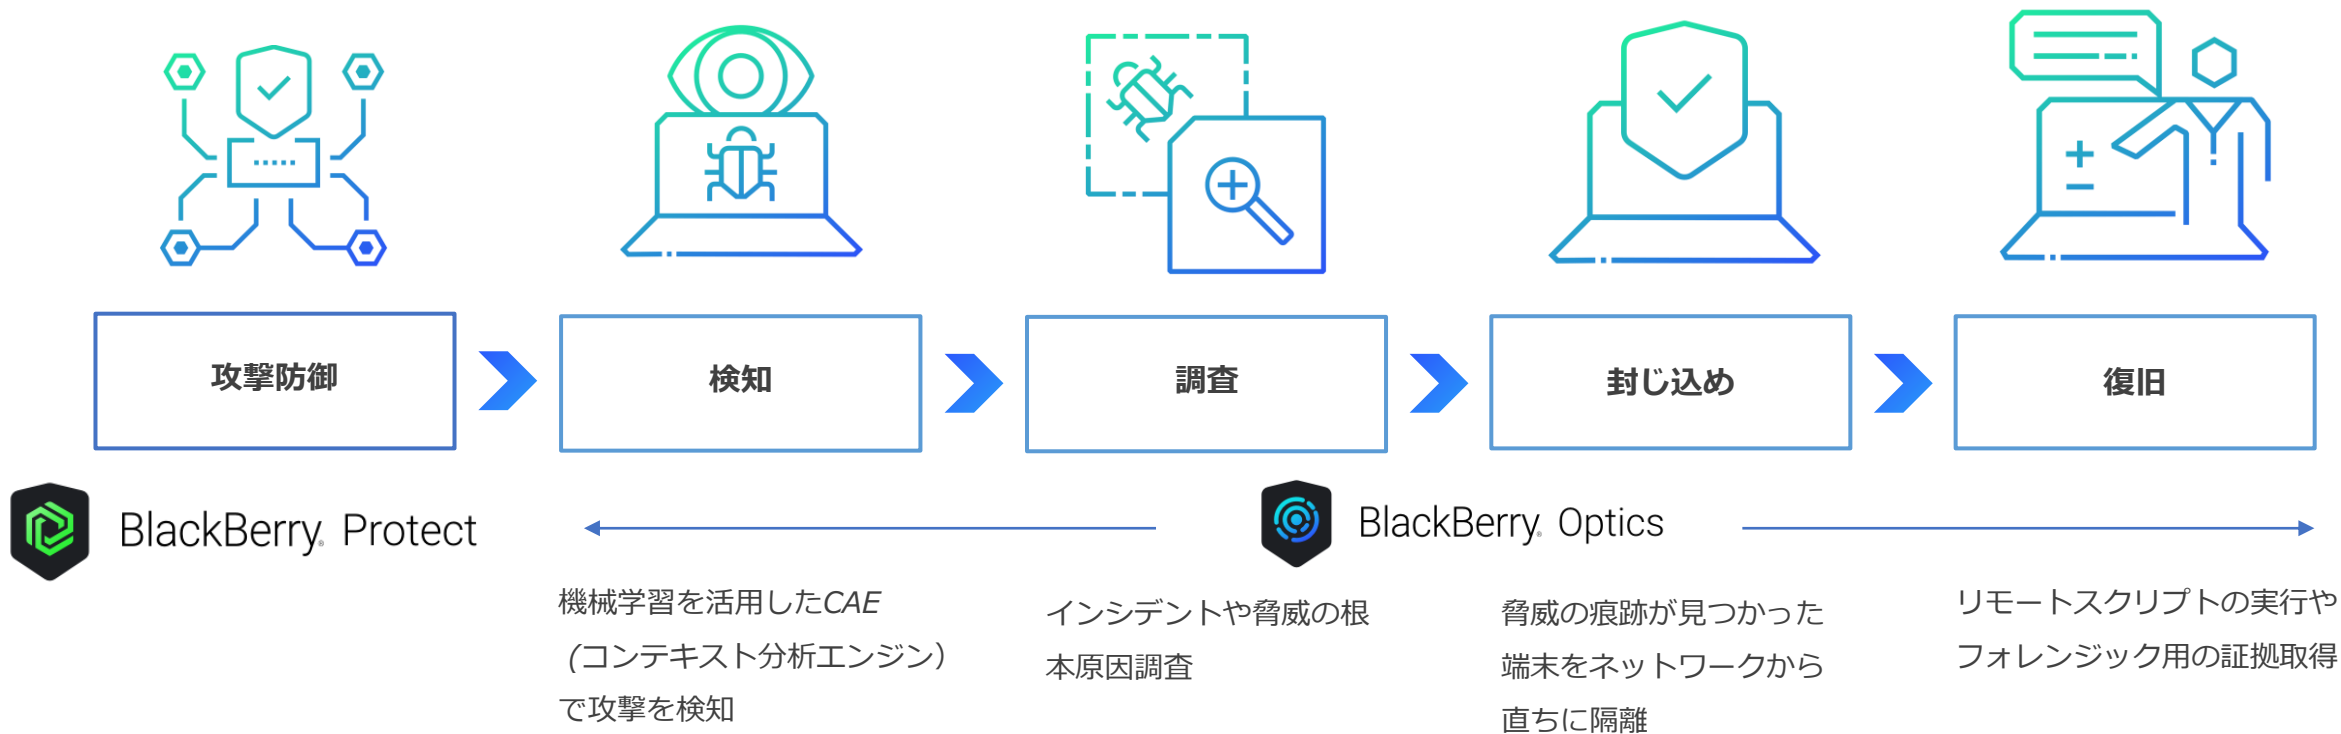 攻撃防御
検知
調査
封じ込め
復旧
BlackBerry® Protect
BlackBerry® Optics
機械学習を活用したCAE
(コンテキスト分析エンジン）
で攻撃を検知
インシデントや脅威の根
本原因調査
脅威の痕跡が見つかった
端末をネットワークから
直ちに隔離
リモートスクリプトの実行や
フォレンジック用の証拠取得